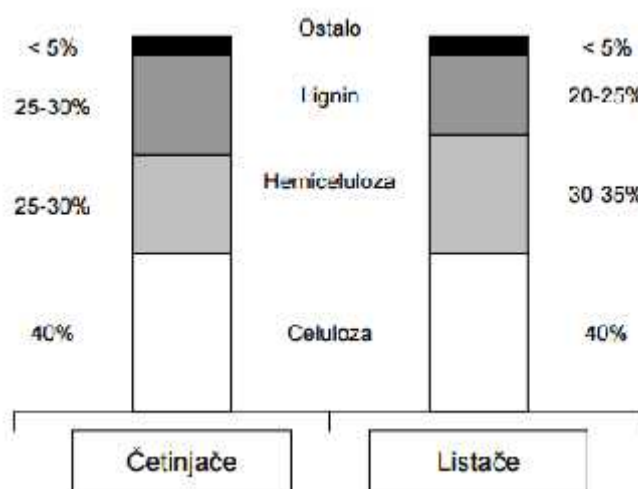 Ostalo
< 5%
< 5%
25-30%
Lignin
20-25%
25-30%
Hemiceluloza
30-35%
40%
Celuloza
40%
Četinjače
Listače